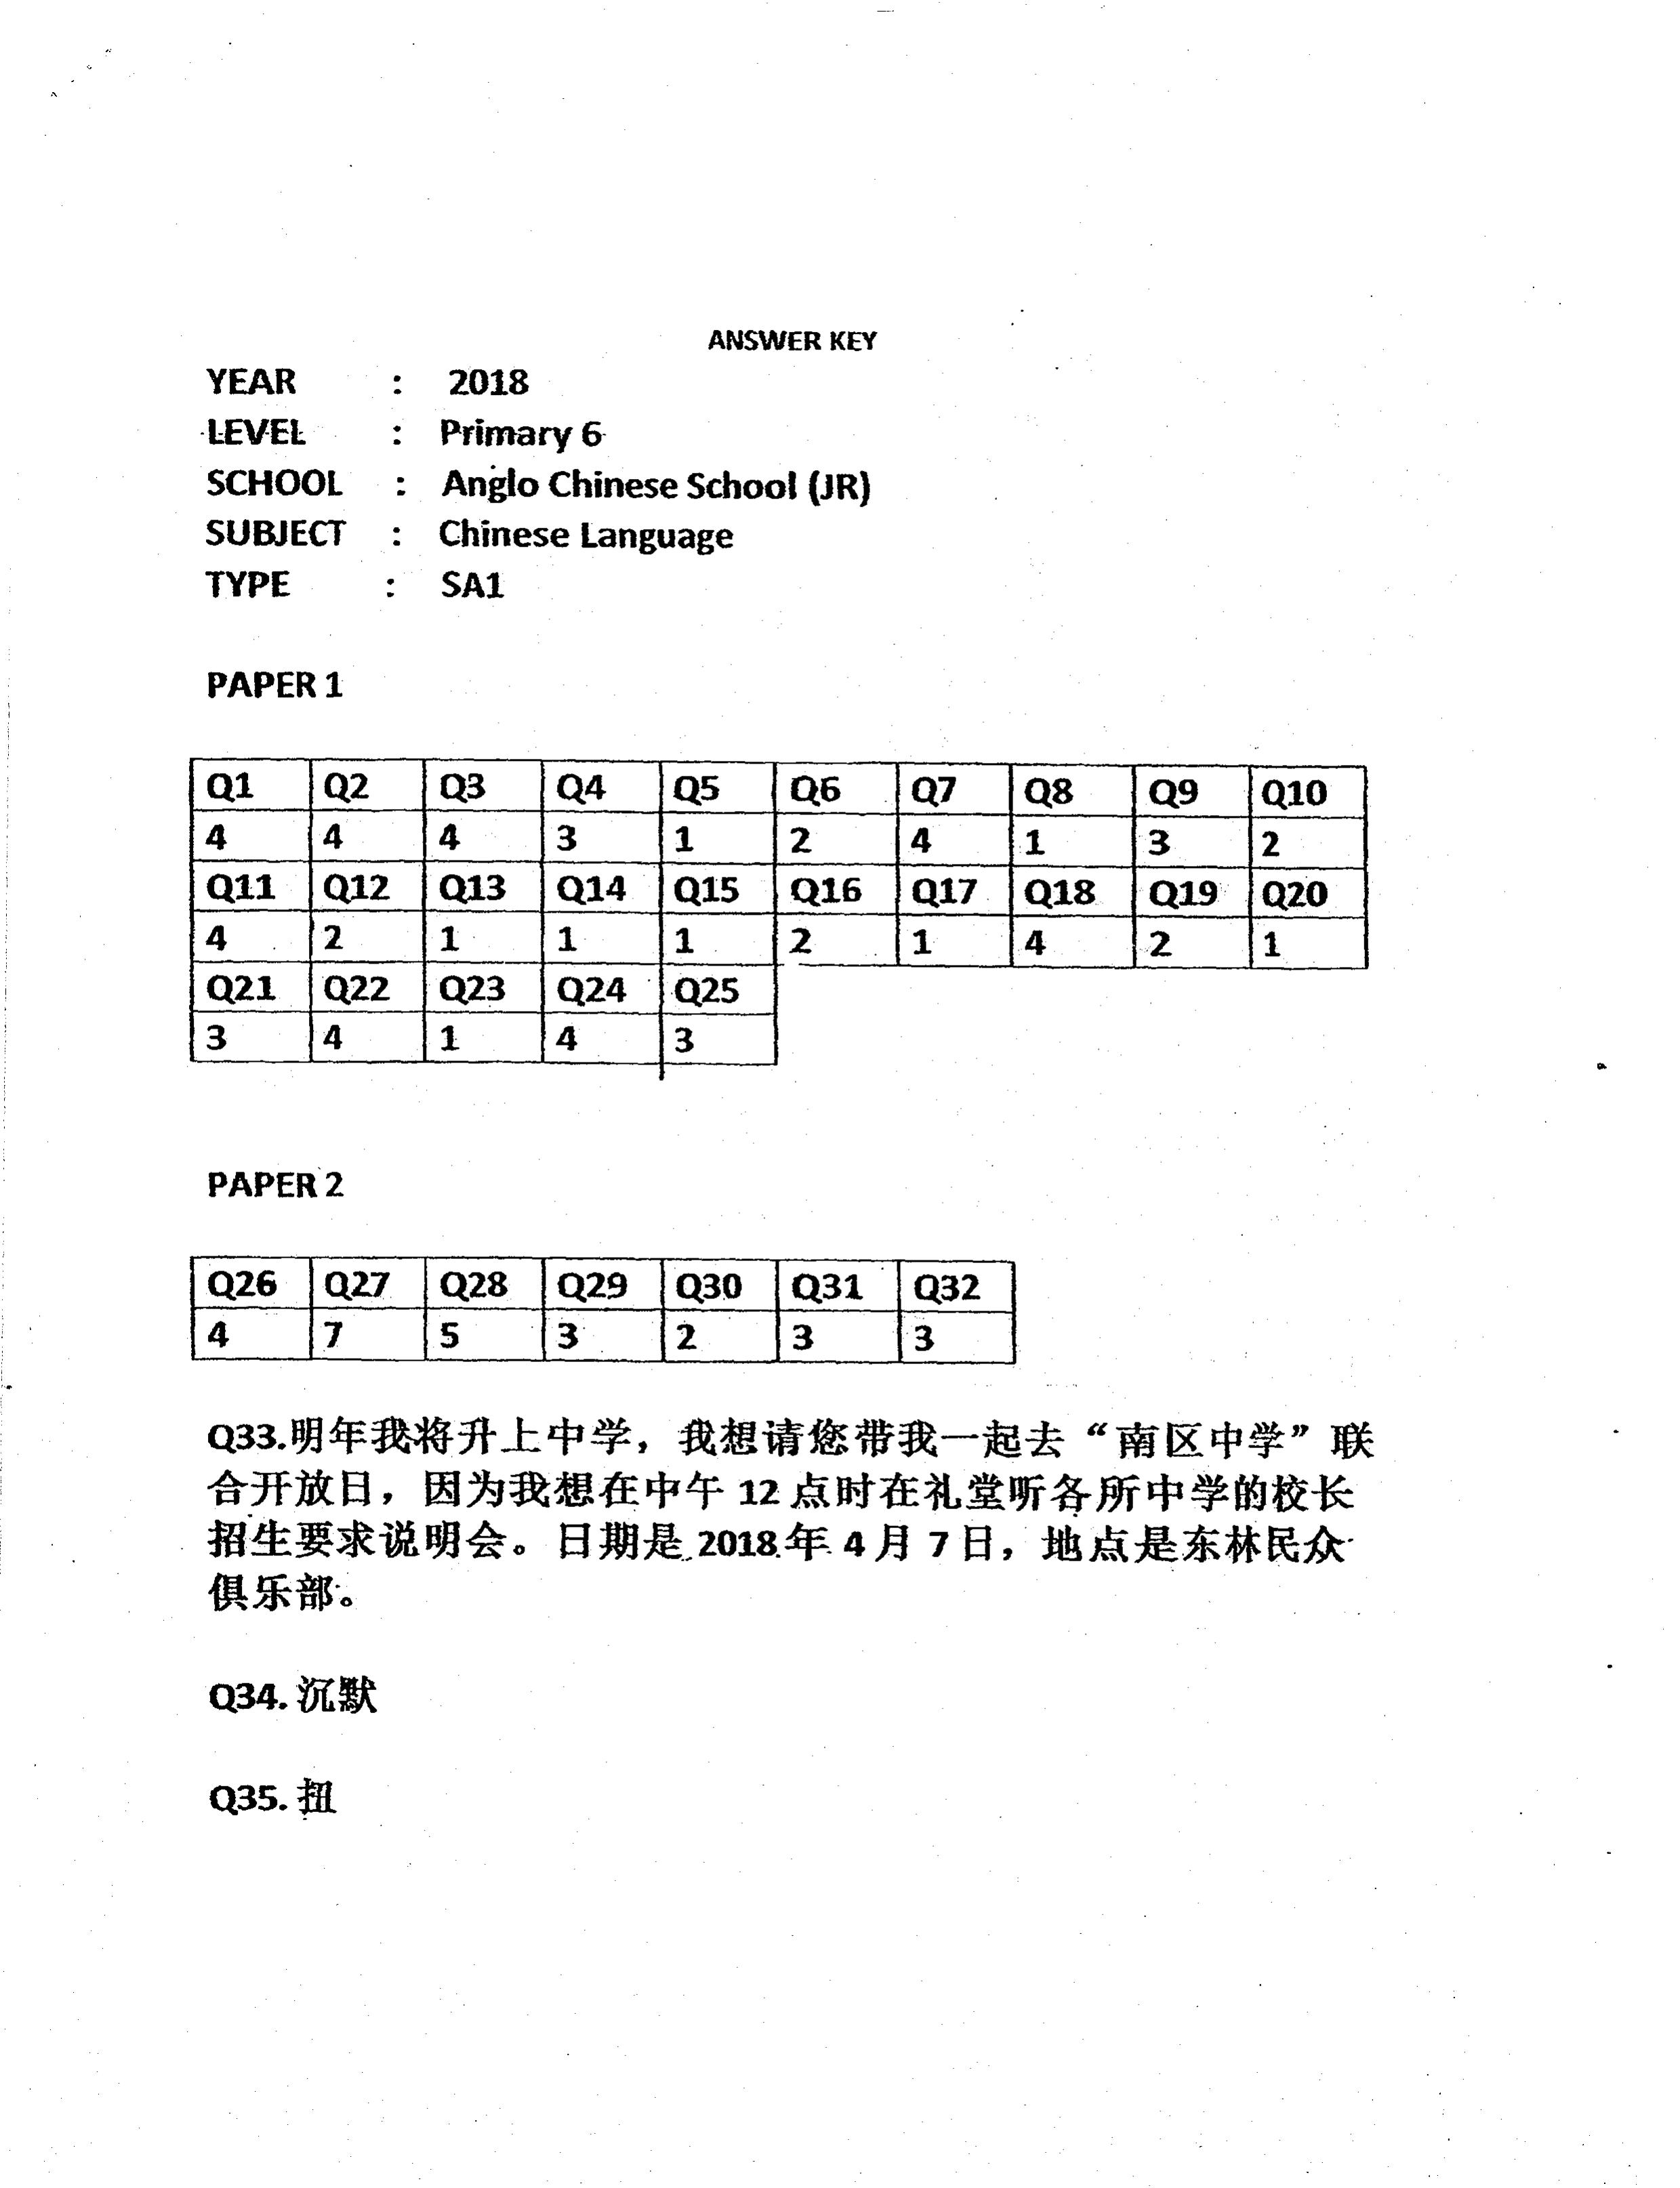 ANSWER KEY
YEAR : 2018
LEVEL : Primary 6
SCHOOL : Anglo Chinese School (JR)
SUBJECT : Chinese Language
TYPE : SA1
PAPER 1
Q1 Q2 Q3 Q4 Q5 Q6 Q7 Q8 Q9 Q10
4 4 4 3 1 2 4 1 3 2
Q11 Q12 Q13 Q14 Q15 Q16 Q17 Q18 Q19 Q20
4 2 1 1 1 2 1 4 2 1
Q21 Q22 Q23 Q24 Q25
3 4 1 4 3
PAPER 2
Q26 Q27 Q28 Q29 Q30 Q31 Q32
4 7 5 3 2 3 3
Q33.明年我将升上中学，我想请您带我一起去“南区中学”联
合开放日，因为我想在中午 12 点时在礼堂听各所中学的校长
招生要求说明会。日期是 2018 年 4 月 7 日，地点是东林民众
俱乐部。
Q34. 沉默
Q35. 扭